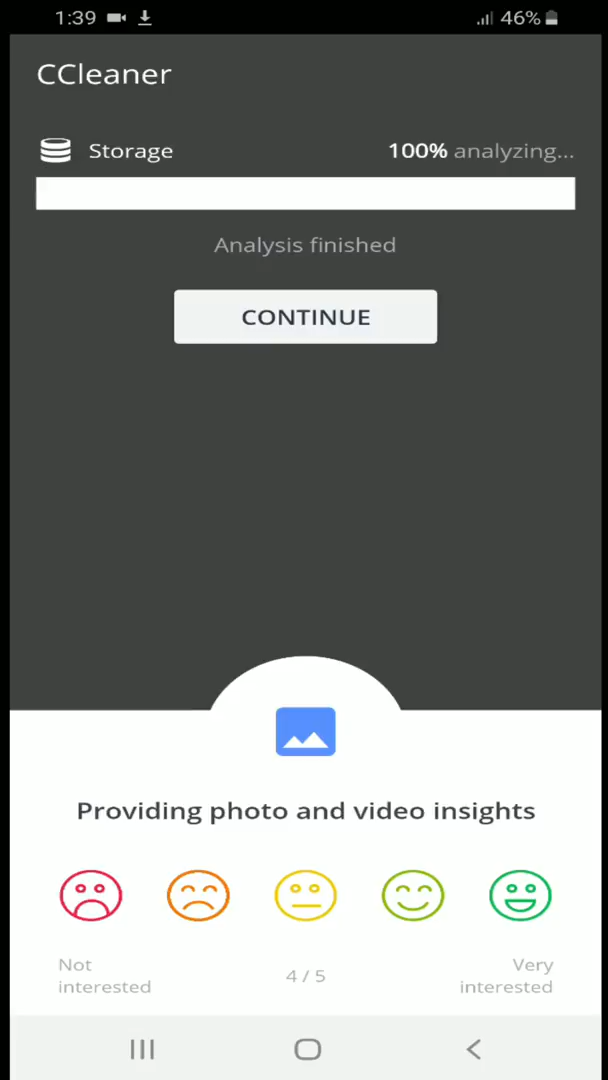 1:39
46%
CCleaner
Storage
100% analyzing...
Analysis finished
CONTINUE
Providing photo and video insights
Not
interested
4 / 5
Very
interested